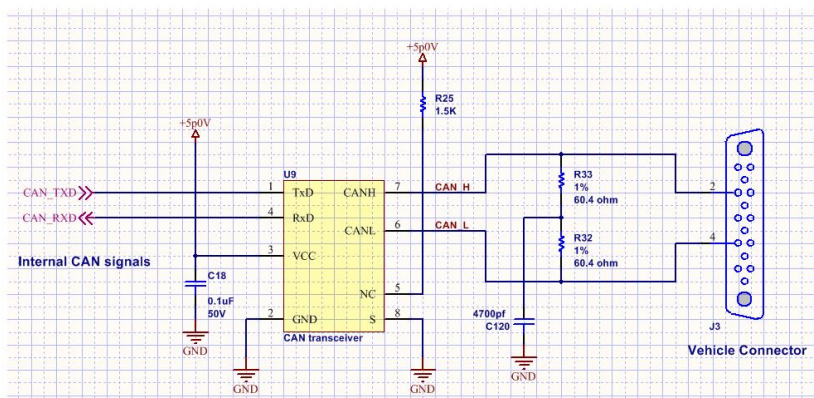 +5p0V
R25
1.5K
+5p0V
U9
CAN_TXD
1
TxD
CANH
7
CAN_H
R33
1%
60.4 ohm
2
CAN_RXD
4
RxD
CANL
6
CAN_L
R32
1%
60.4 ohm
4
3
VCC
Internal CAN signals
C18
0.1uF
50V
NC
5
2
GND
S
8
4700pf
C120
J3
CAN transceiver
GND
Vehicle Connector
GND
GND
GND